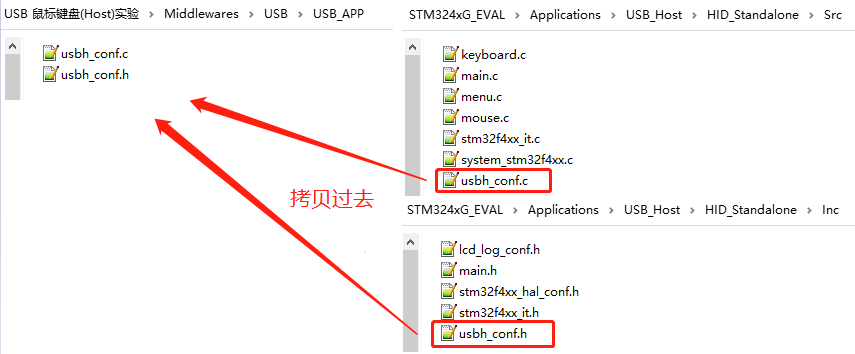 USB 鼠标键盘(Host)实验 > Middlewares > USB > USB_APP
usbh_conf.c
usbh_conf.h
STM324xG_EVAL > Applications > USB_Host > HID_Standalone > Src
keyboard.c
main.c
menu.c
mouse.c
stm32f4xx_it.c
system_stm32f4xx.c
usbh_conf.c
拷贝过去
STM324xG_EVAL > Applications > USB_Host > HID_Standalone > Inc
lcd_log_conf.h
main.h
stm32f4xx_hal_conf.h
stm32f4xx_it.h
usbh_conf.h